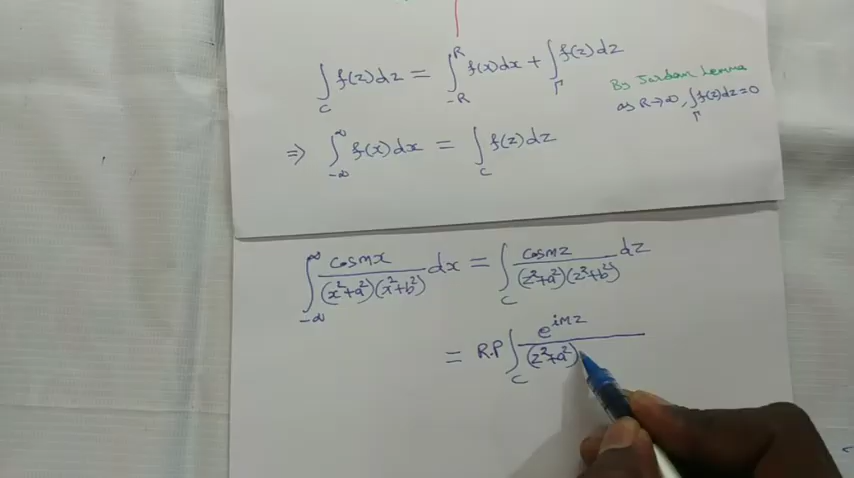 ∫_C f(z)dz = ∫_{-R}^{R} f(x)dx + ∫_Γ f(z)dz
By Jordan Lemma
as R→∞, ∫_Γ f(z)dz=0
⇒ ∫_{-∞}^{∞} f(x)dx = ∫_C f(z)dz
∫_{-∞}^{∞} cosmx/((x²+a²)(x²+b²)) dx = ∫_C cosmz/((z²+a²)(z²+b²)) dz
= R.P ∫_C e^{imz}/(z²+a²)